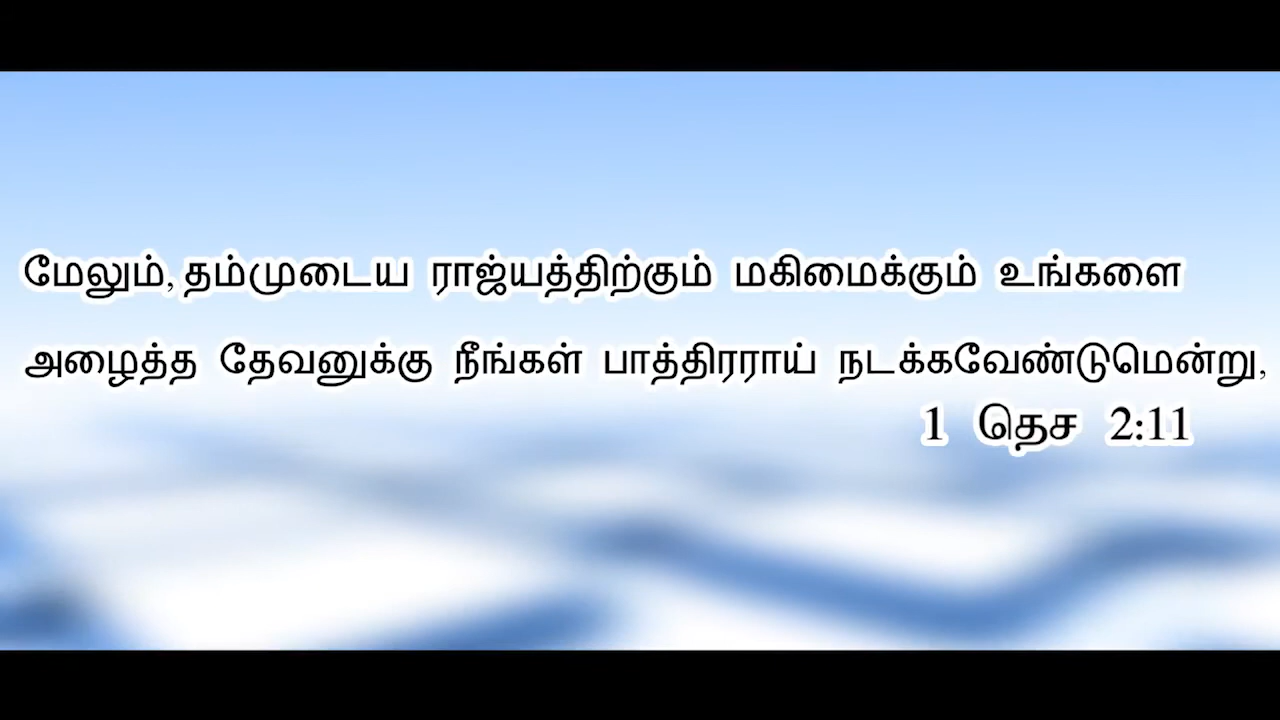 மேலும், தம்முடைய ராஜ்யத்திற்கும் மகிமைக்கும் உங்களை
அழைத்த தேவனுக்கு நீங்கள் பாத்திரராய் நடக்கவேண்டுமென்று,
1 தெச 2:11